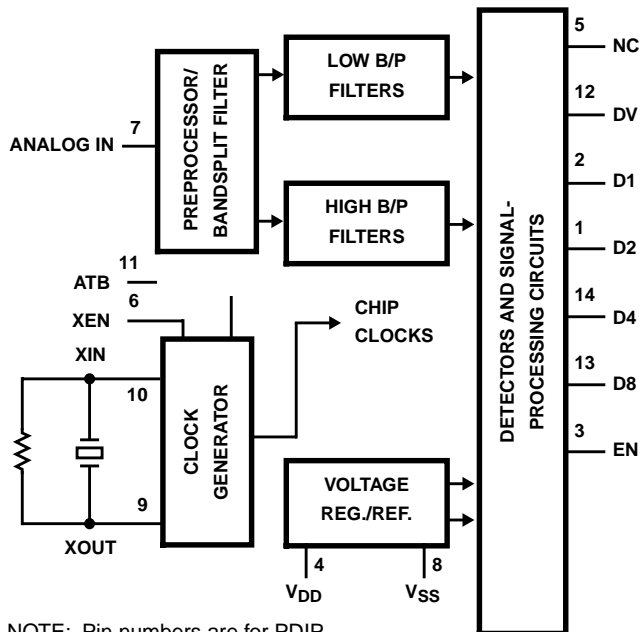 5
NC
LOW B/P
FILTERS
12
DV
7
ANALOG IN
PREPROCESSOR/
BANDSPLIT FILTER
2
D1
HIGH B/P
FILTERS
1
D2
DETECTORS AND SIGNAL-
PROCESSING CIRCUITS
11
ATB
6
XEN
CHIP
CLOCKS
14
D4
XIN
10
13
D8
CLOCK
GENERATOR
3
EN
9
XOUT
VOLTAGE
REG./REF.
4
VDD
8
VSS
NOTE: Pin numbers are for PDIP